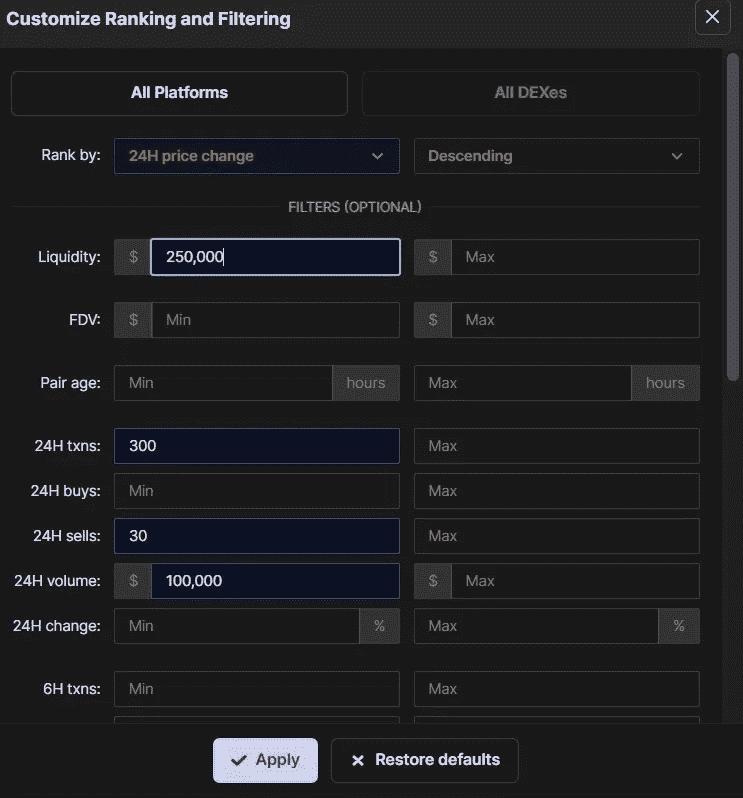 Customize Ranking and Filtering
All Platforms All DEXes
Rank by: 24H price change Descending
FILTERS (OPTIONAL)
Liquidity: $ 250,000 $ Max
FDV: $ Min $ Max
Pair age: Min hours Max hours
24H txns: 300 Max
24H buys: Min Max
24H sells: 30 Max
24H volume: $ 100,000 $ Max
24H change: Min % Max %
6H txns: Min Max
Apply Restore defaults